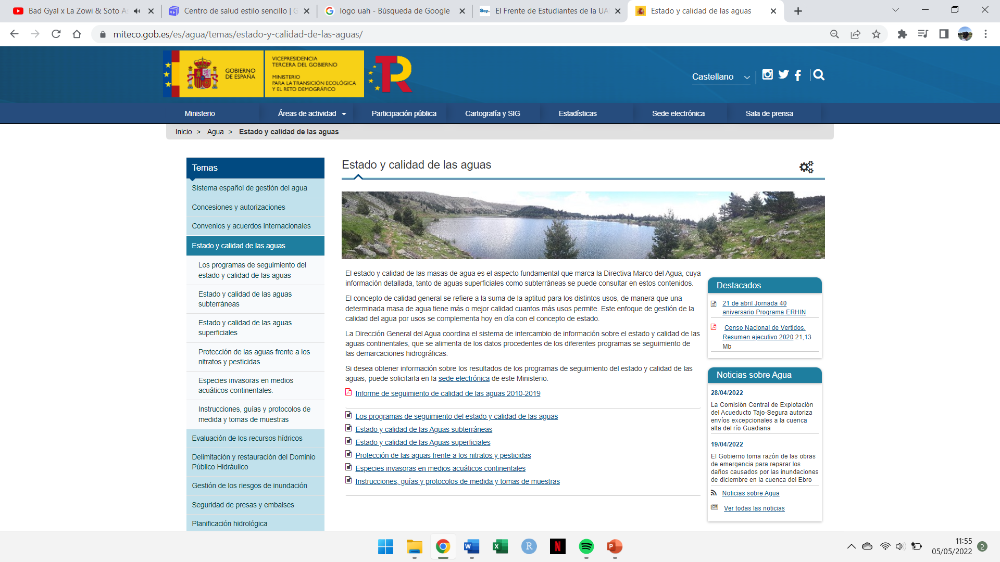 Bad Gyal x La Zowi & Soto A
Centro de salud estilo sencillo | G
logo uah - Búsqueda de Google
Soy-
El Frente de Estudiantes de la UA
Estado y calidad de las aguas
miteco.gob.es/es/agua/temas/estado-y-calidad-de-las-aguas/
GOBIERNO
DE ESPAÑA
VICEPRESIDENCIA
TERCERA DEL GOBIERNO
MINISTERIO
PARA LA TRANSICIÓN ECOLÓGICA
Y EL RETO DEMOGRÁFICO
Castellano
Ministerio
Áreas de actividad
Participación pública
Cartografía y SIG
Estadísticas
Sede electrónica
Sala de prensa
Inicio > Agua > Estado y calidad de las aguas
Temas
Sistema español de gestión del agua
Concesiones y autorizaciones
Convenios y acuerdos internacionales
Estado y calidad de las aguas
Los programas de seguimiento del
estado y calidad de las aguas
Estado y calidad de las aguas
subterráneas
Estado y calidad de las aguas
superficiales
Protección de las aguas frente a los
nitratos y pesticidas
Especies invasoras en medios
acuáticos continentales.
Instrucciones, guías y protocolos de
medida y tomas de muestras
Evaluación de los recursos hídricos
Delimitación y restauración del Dominio
Público Hidráulico
Gestión de los riesgos de inundación
Seguridad de presas y embalses
Planificación hidrológica
Estado y calidad de las aguas
El estado y calidad de las masas de agua es el aspecto fundamental que marca la Directiva Marco del Agua, cuya
información detallada, tanto de aguas superficiales como subterráneas se puede consultar en estos contenidos.
El concepto de calidad general se refiere a la suma de la aptitud para los distintos usos, de manera que una
determinada masa de agua tiene más o mejor calidad cuantos más usos permite. Este enfoque de gestión de la
calidad del agua por usos se complementa hoy en día con el concepto de estado.
La Dirección General del Agua coordina el sistema de intercambio de información sobre el estado y calidad de las
aguas continentales, que se alimenta de los datos procedentes de los diferentes programas se seguimiento de
las demarcaciones hidrográficas.
Si desea obtener información sobre los resultados de los programas de seguimiento del estado y calidad de las
aguas, puede solicitarla en la sede electrónica de este Ministerio.
Informe de seguimiento de calidad de las aguas 2010-2019
Los programas de seguimiento del estado y calidad de las aguas
Estado y calidad de las Aguas subterráneas
Estado y calidad de las Aguas superficiales
Protección de las aguas frente a los nitratos y pesticidas
Especies invasoras en medios acuáticos continentales
Instrucciones, guías y protocolos de medida y tomas de muestras
Destacados
21 de abril Jornada 40
aniversario Programa ERHIN
Censo Nacional de Vertidos.
Resumen ejecutivo 2020 21,13
Mb
Noticias sobre Agua
28/04/2022
La Comisión Central de Explotación
del Acueducto Tajo-Segura autoriza
envíos excepcionales a la cuenca
alta del río Guadiana
19/04/2022
El Gobierno toma razón de las obras
de emergencia para reparar los
daños causados por las inundaciones
de diciembre en la cuenca del Ebro
Noticias sobre Agua
Ver todas las noticias
11:55
05/05/2022
2